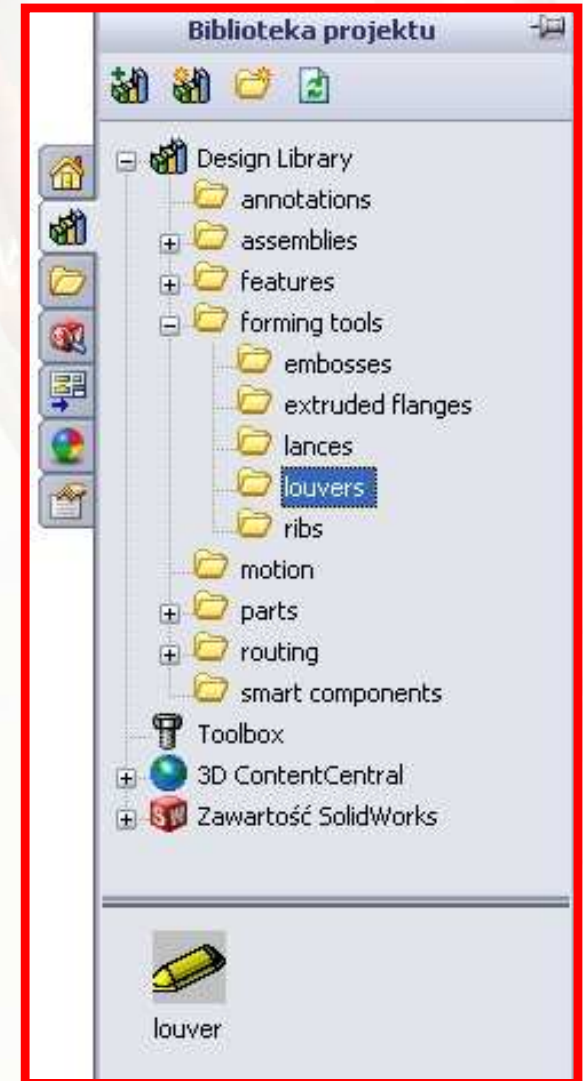 Biblioteka projektu
Design Library
annotations
assemblies
features
forming tools
embosses
extruded flanges
lances
louvers
ribs
motion
parts
routing
smart components
Toolbox
3D ContentCentral
Zawartość SolidWorks
louver